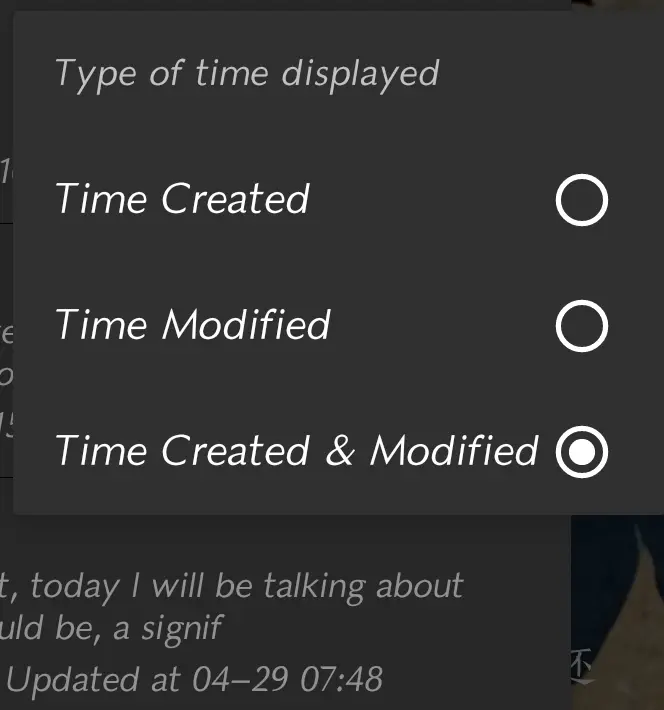 Type of time displayed
Time Created
Time Modified
Time Created & Modified
t, today I will be talking about
uld be, a signif
Updated at 04–29 07:48